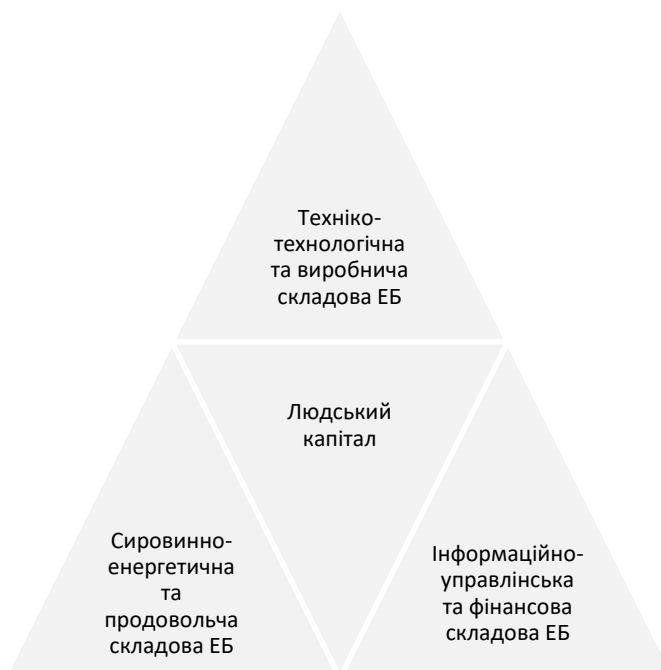 Техніко-
технологічна
та виробнича
складова ЕБ
Людський
капітал
Сировинно-
енергетична
та
продовольча
складова ЕБ
Інформаційно-
управлінська
та фінансова
складова ЕБ